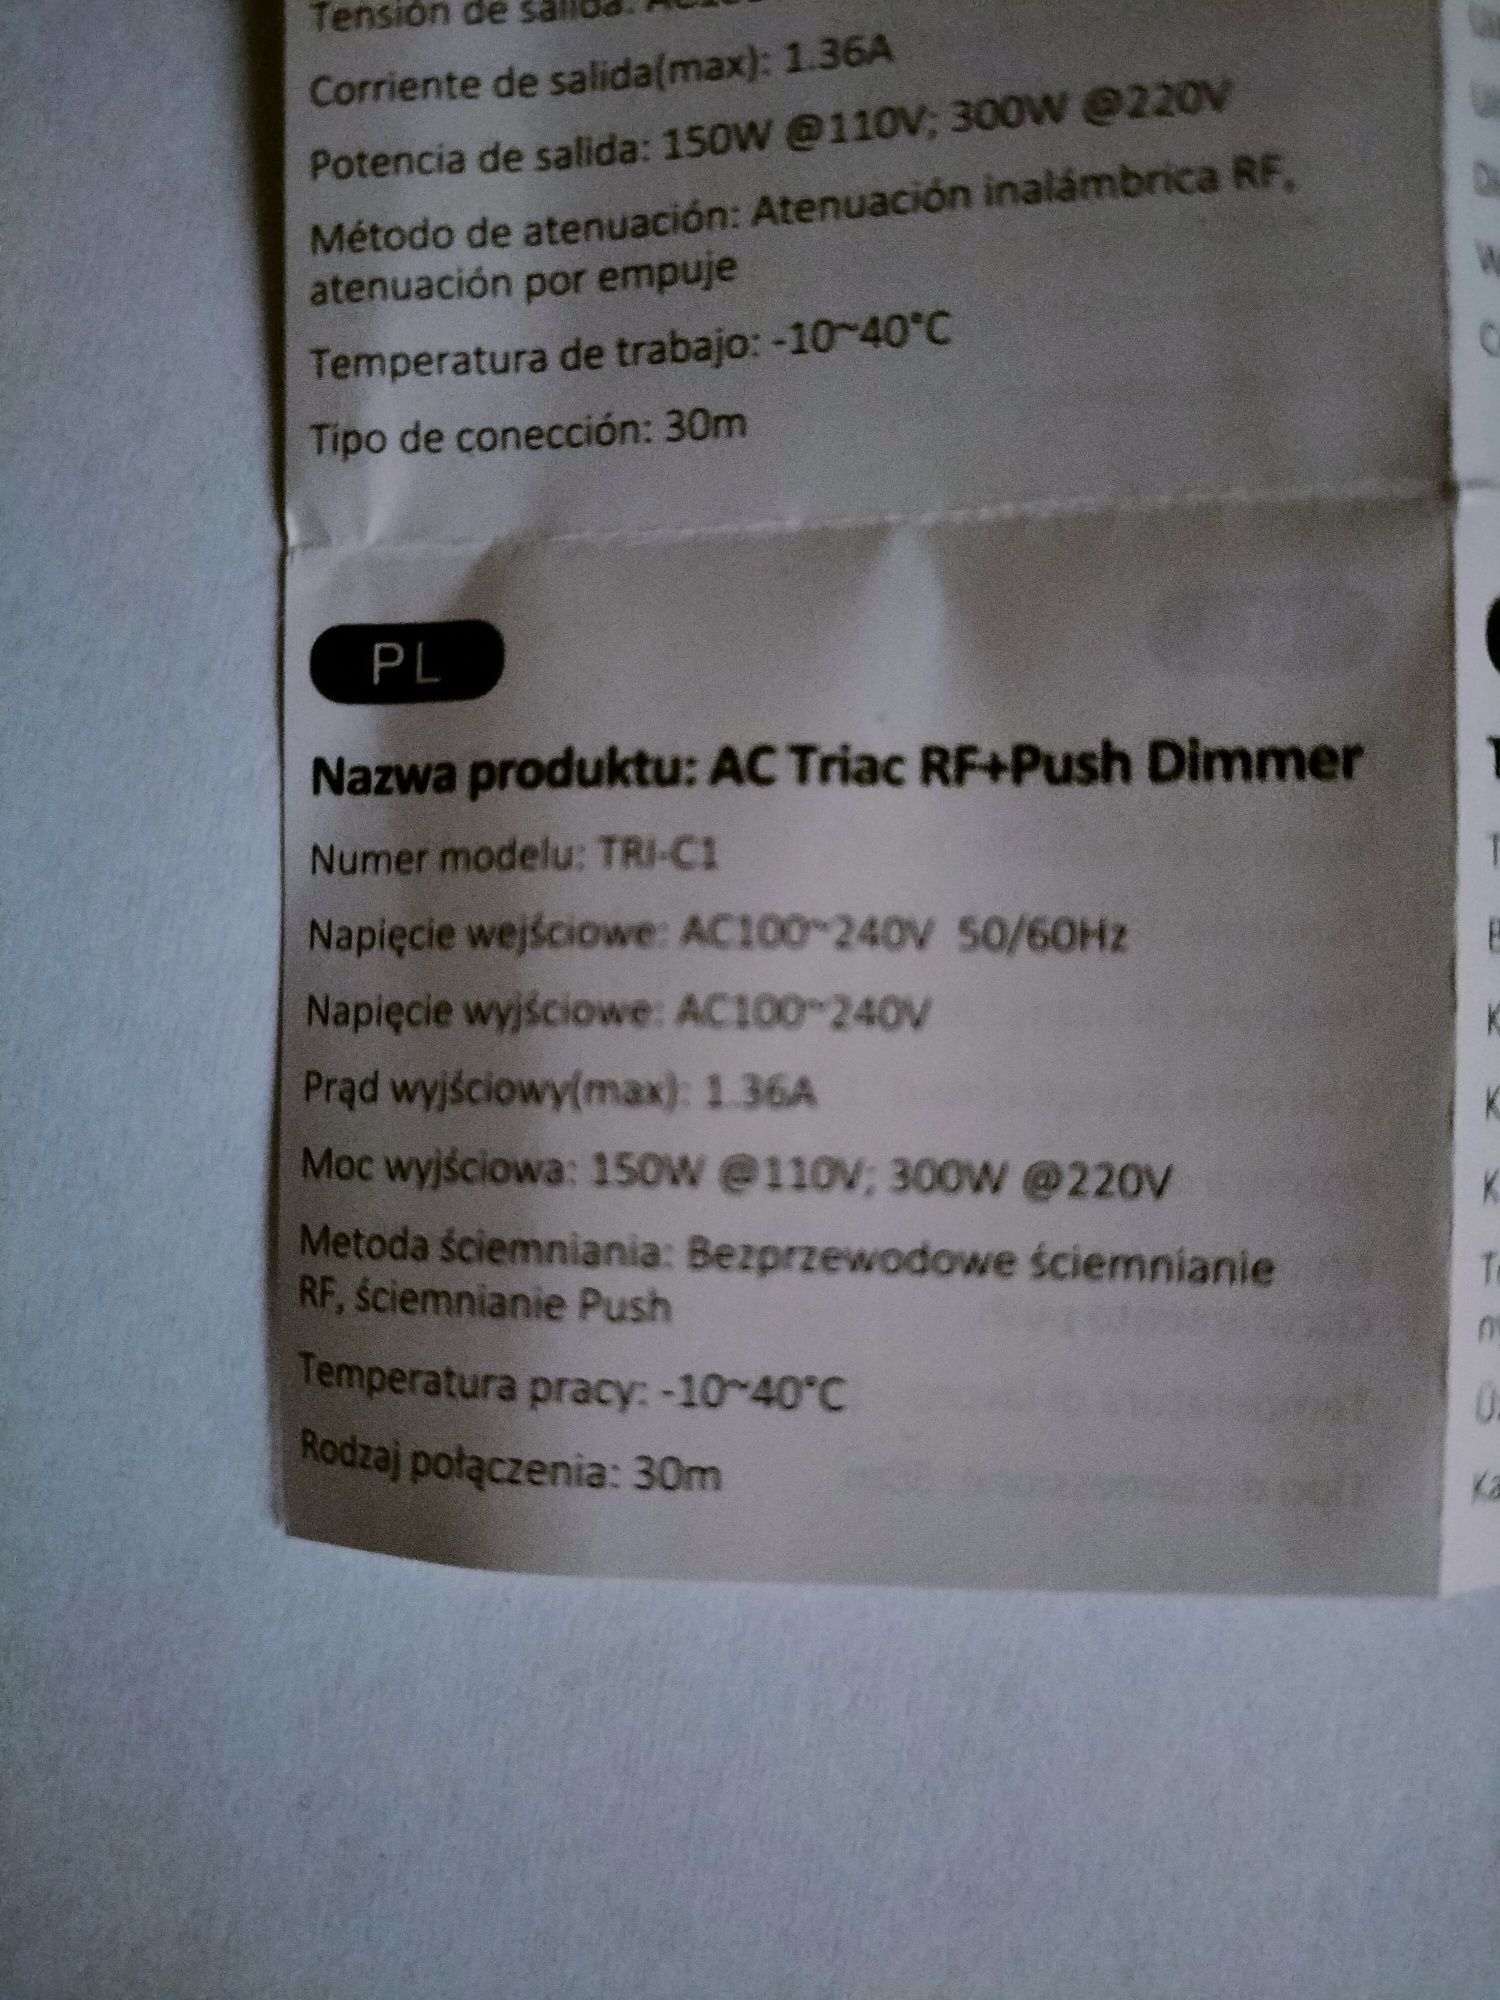 Tensión de salida:
Corriente de salida(max): 1.36A
Potencia de salida: 150W @110V; 300W @220V
Método de atenuación: Atenuación inalámbrica RF,
atenuación por empuje
Temperatura de trabajo: -10~40°C
Tipo de conección: 30m
PL
Nazwa produktu: AC Triac RF+Push Dimmer
Numer modelu: TRI-C1
Napięcie wejściowe: AC100~240V 50/60Hz
Napięcie wyjściowe: AC100~240V
Prąd wyjściowy(max): 1.36A
Moc wyjściowa: 150W @110V; 300W @220V
Metoda ściemniania: Bezprzewodowe ściemnianie
RF, ściemnianie Push
Temperatura pracy: -10~40°C
Rodzaj połączenia: 30m